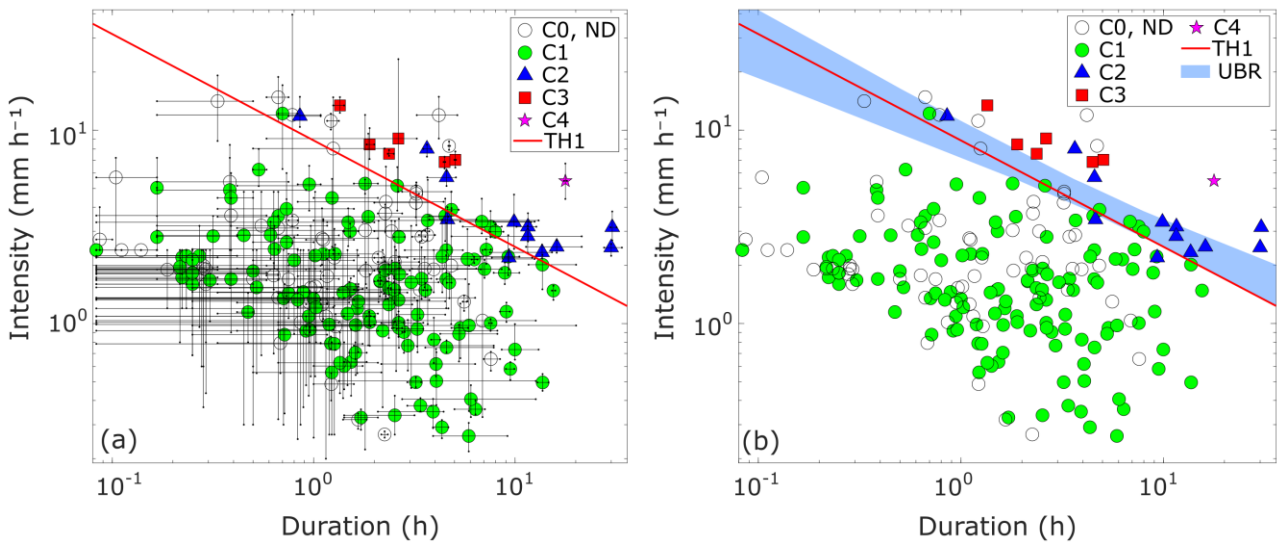 C0, ND
C1
C2
C3
C4
TH1
10¹
10⁰
Intensity (mm h⁻¹)
(a)
10⁻¹
10⁰
10¹
Duration (h)
C0, ND
C1
C2
C3
C4
TH1
UBR
10¹
10⁰
Intensity (mm h⁻¹)
(b)
10⁻¹
10⁰
10¹
Duration (h)